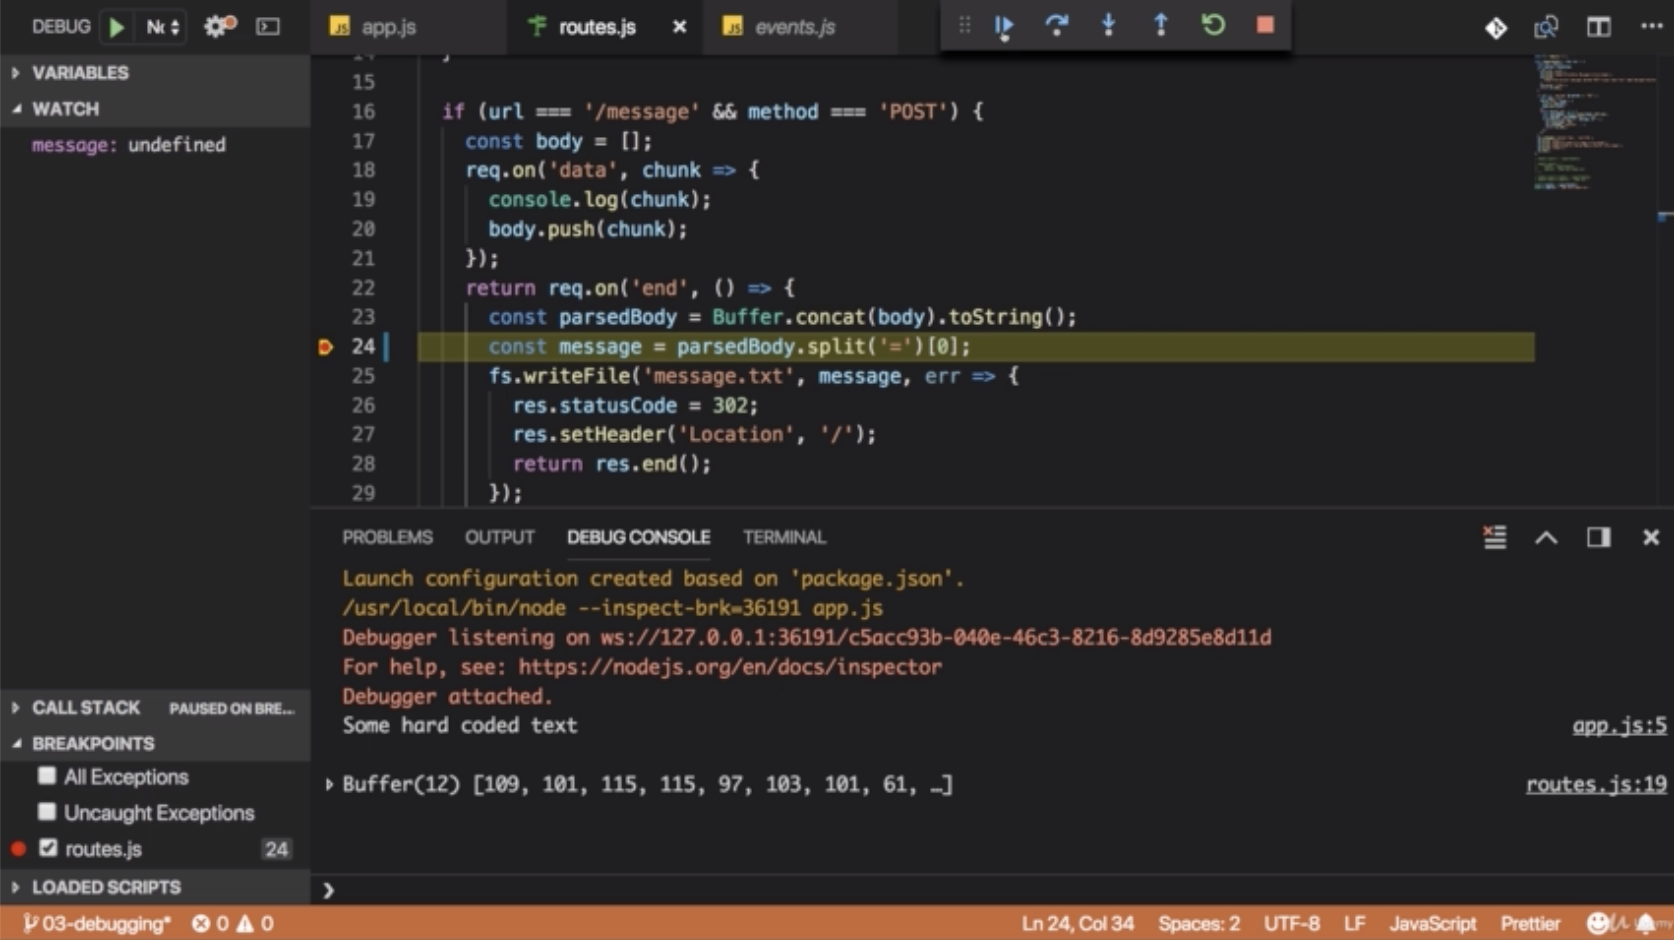 DEBUG
app.js
routes.js
events.js
VARIABLES
WATCH
message: undefined
15
16 if (url === '/message' && method === 'POST') {
17 const body = [];
18 req.on('data', chunk => {
19 console.log(chunk);
20 body.push(chunk);
21 });
22 return req.on('end', () => {
23 const parsedBody = Buffer.concat(body).toString();
24 const message = parsedBody.split('=')[0];
25 fs.writeFile('message.txt', message, err => {
26 res.statusCode = 302;
27 res.setHeader('Location', '/');
28 return res.end();
29 });
PROBLEMS OUTPUT DEBUG CONSOLE TERMINAL
Launch configuration created based on 'package.json'.
/usr/local/bin/node --inspect-brk=36191 app.js
Debugger listening on ws://127.0.0.1:36191/c5acc93b-040e-46c3-8216-8d9285e8d11d
For help, see: https://nodejs.org/en/docs/inspector
Debugger attached.
Some hard coded text app.js:5
Buffer(12) [109, 101, 115, 115, 97, 103, 101, 61, …] routes.js:19
CALL STACK PAUSED ON BRE...
BREAKPOINTS
All Exceptions
Uncaught Exceptions
routes.js 24
LOADED SCRIPTS
03-debugging* 0 0 Ln 24, Col 34 Spaces: 2 UTF-8 LF JavaScript Prettier